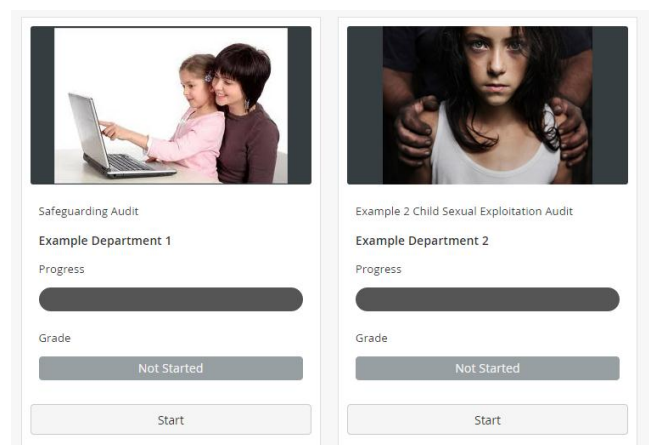 Safeguarding Audit
Example Department 1
Progress
Grade
Not Started
Start
Example 2 Child Sexual Exploitation Audit
Example Department 2
Progress
Grade
Not Started
Start